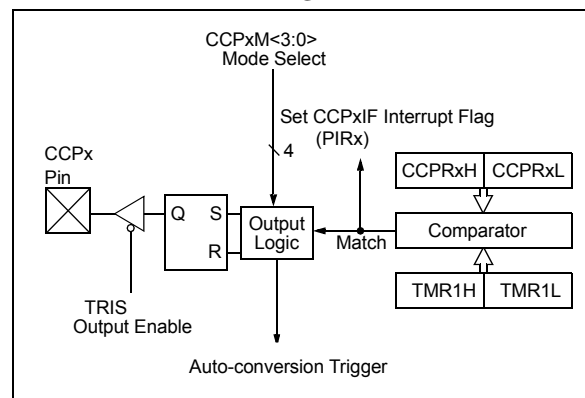 CCPxM<3:0>
Mode Select
Set CCPxIF Interrupt Flag
(PIRx)
4
CCPx
Pin
CCPRxH CCPRxL
Q S
R
Output
Logic
Match
Comparator
TRIS
Output Enable
TMR1H TMR1L
Auto-conversion Trigger